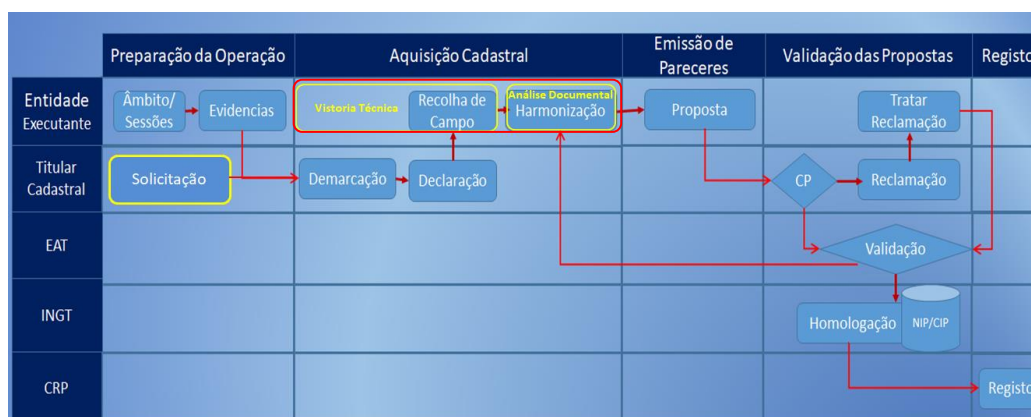 Preparação da Operação
Aquisição Cadastral
Emissão de
Pareceres
Validação das Propostas
Registo
Entidade
Executante
Âmbito/
Sessões
Evidencias
Vistoria Técnica
Recolha de
Campo
Análise Documental
Harmonização
Proposta
Tratar
Reclamação
Titular
Cadastral
Solicitação
Demarcação
Declaração
CP
Reclamação
EAT
Validação
INGT
Homologação
NIP/CIP
CRP
Registo